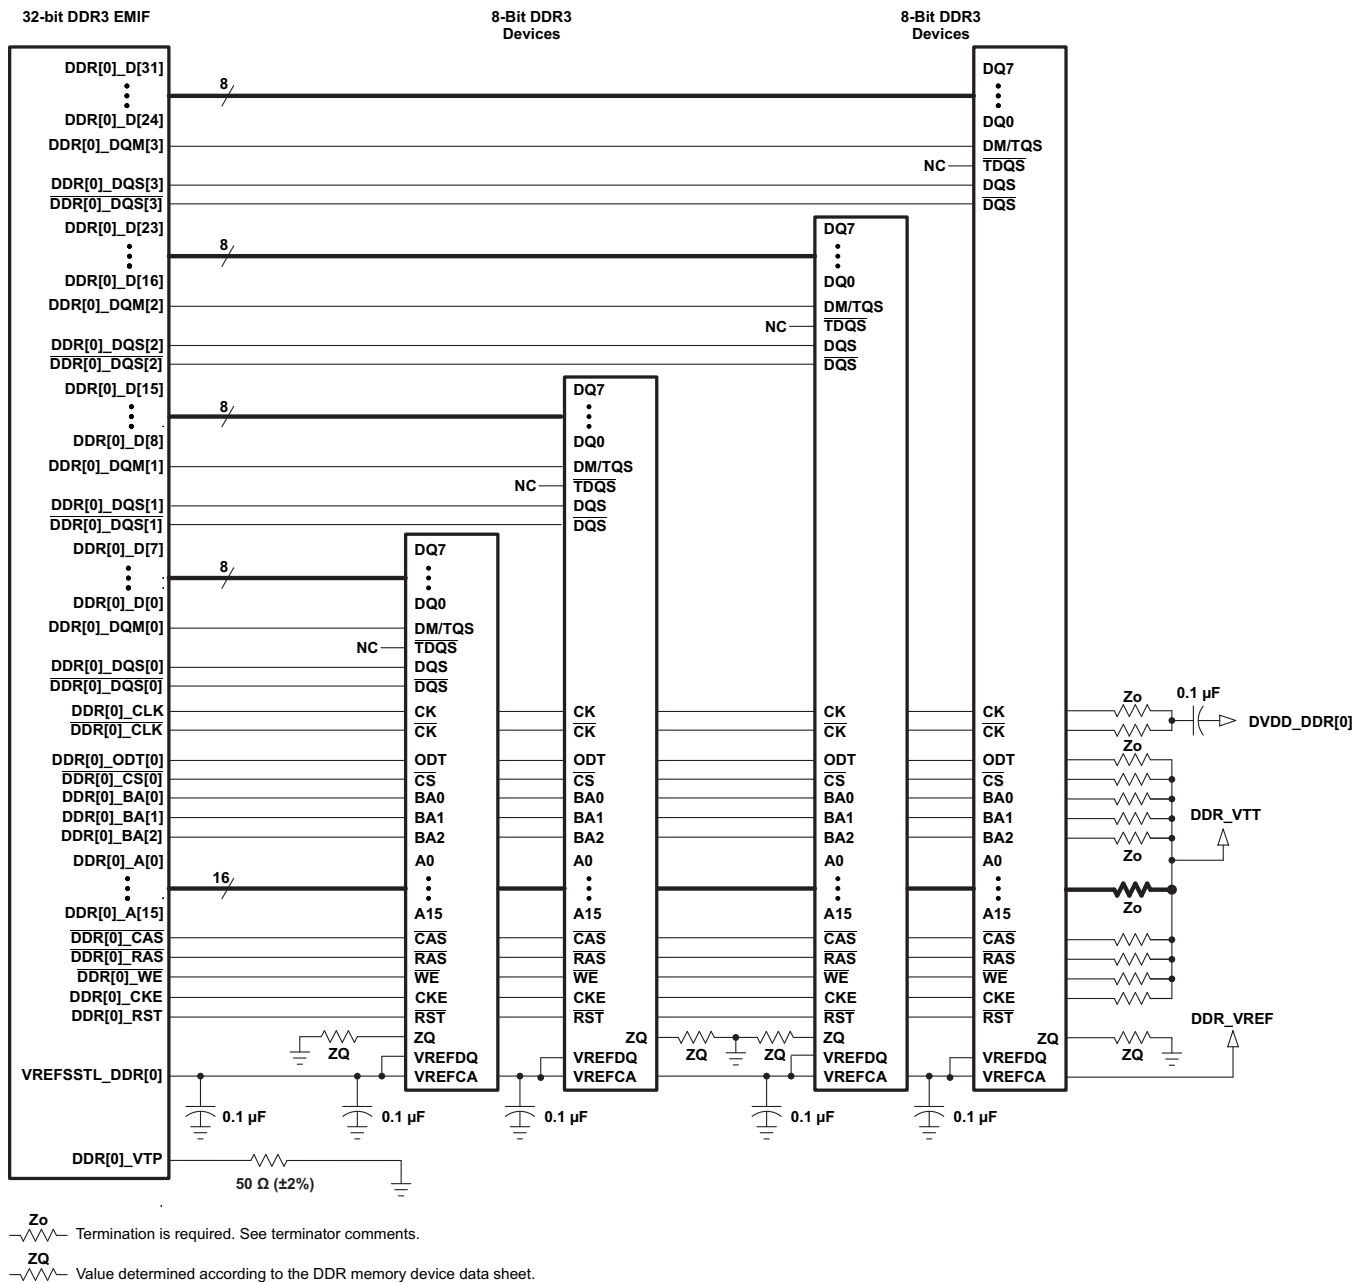 32-bit DDR3 EMIF
8-Bit DDR3
Devices
8-Bit DDR3
Devices
DDR[0]_D[31]
8
DQ7
DDR[0]_D[24]
DQ0
DDR[0]_DQM[3]
DM/TQS
NC
TDQS
DDR[0]_DQS[3]
DQS
DDR[0]_DQS[3]
DQS
DDR[0]_D[23]
8
DQ7
DDR[0]_D[16]
DQ0
DDR[0]_DQM[2]
DM/TQS
NC
TDQS
DDR[0]_DQS[2]
DQS
DDR[0]_DQS[2]
DQS
DDR[0]_D[15]
8
DQ7
DDR[0]_D[8]
DQ0
DDR[0]_DQM[1]
DM/TQS
NC
TDQS
DDR[0]_DQS[1]
DQS
DDR[0]_DQS[1]
DQS
DDR[0]_D[7]
8
DQ7
DDR[0]_D[0]
DQ0
DDR[0]_DQM[0]
DM/TQS
NC
TDQS
DDR[0]_DQS[0]
DQS
DDR[0]_DQS[0]
DQS
Zo
0.1 µF
DDR[0]_CLK CK CK CK CK
DVDD_DDR[0]
DDR[0]_CLK CK CK CK CK
Zo
DDR[0]_ODT[0] ODT ODT ODT ODT
DDR[0]_CS[0] CS CS CS CS
DDR[0]_BA[0] BA0 BA0 BA0 BA0
DDR[0]_BA[1] BA1 BA1 BA1 BA1
DDR_VTT
DDR[0]_BA[2] BA2 BA2 BA2 BA2
Zo
DDR[0]_A[0] A0 A0 A0 A0
16
Zo
DDR[0]_A[15] A15 A15 A15 A15
DDR[0]_CAS CAS CAS CAS CAS
DDR[0]_RAS RAS RAS RAS RAS
DDR[0]_WE WE WE WE WE
DDR[0]_CKE CKE CKE CKE CKE
DDR[0]_RST RST RST RST RST
DDR_VREF
ZQ ZQ ZQ ZQ
ZQ ZQ ZQ ZQ
VREFDQ VREFDQ VREFDQ VREFDQ
VREFSSTL_DDR[0] VREFCA VREFCA VREFCA VREFCA
0.1 µF 0.1 µF 0.1 µF 0.1 µF 0.1 µF
DDR[0]_VTP
50 Ω (±2%)
Zo
Termination is required. See terminator comments.
ZQ
Value determined according to the DDR memory device data sheet.